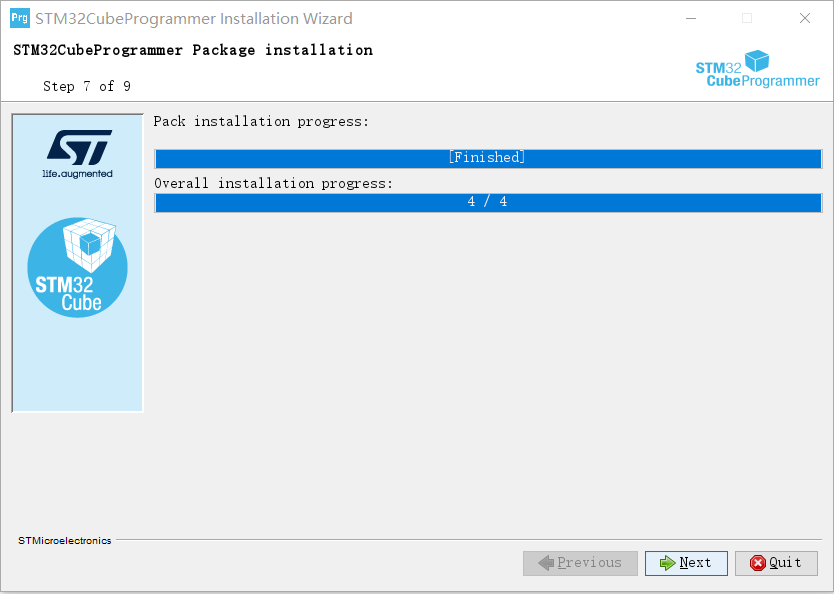 Prg STM32CubeProgrammer Installation Wizard
STM32CubeProgrammer Package installation
Step 7 of 9
STM32
CubeProgrammer
ST
life.augmented
STM32
Cube
Pack installation progress:
[Finished]
Overall installation progress:
4 / 4
STMicroelectronics
Previous
Next
Quit